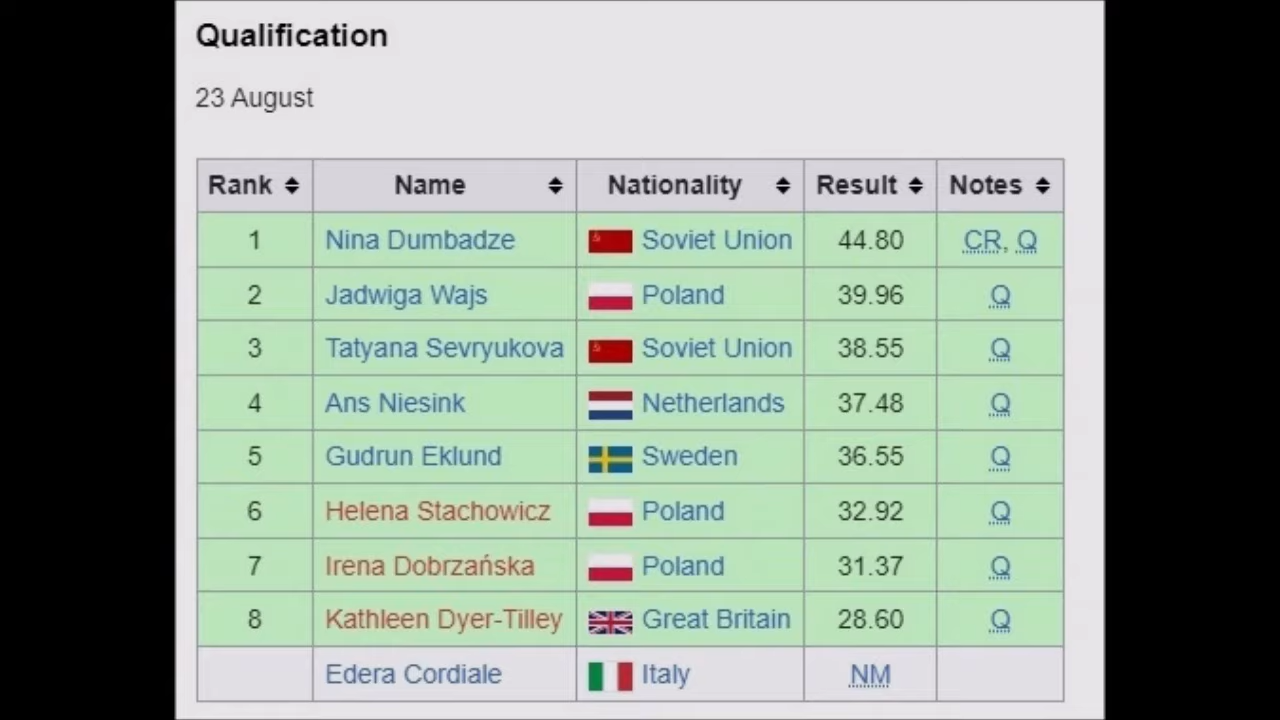 Qualification
23 August
Rank Name Nationality Result Notes
1 Nina Dumbadze Soviet Union 44.80 CR, Q
2 Jadwiga Wajs Poland 39.96 Q
3 Tatyana Sevryukova Soviet Union 38.55 Q
4 Ans Niesink Netherlands 37.48 Q
5 Gudrun Eklund Sweden 36.55 Q
6 Helena Stachowicz Poland 32.92 Q
7 Irena Dobrzańska Poland 31.37 Q
8 Kathleen Dyer-Tilley Great Britain 28.60 Q
Edera Cordiale Italy NM